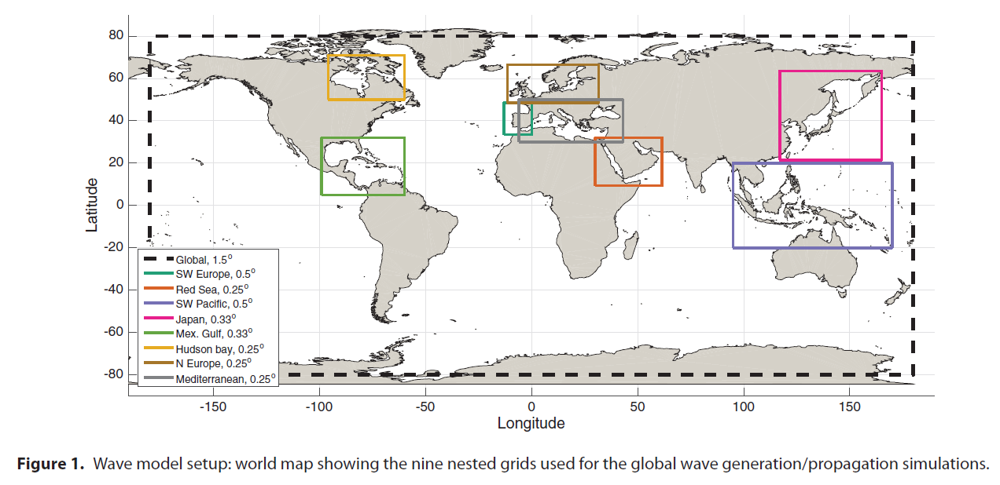 80
60
40
20
0
-20
-40
-60
-80
Latitude
Global, 1.5°
SW Europe, 0.5°
Red Sea, 0.25°
SW Pacific, 0.5°
Japan, 0.33°
Mex. Gulf, 0.33°
Hudson bay, 0.25°
N Europe, 0.25°
Mediterranean, 0.25°
-150 -100 -50 0 50 100 150
Longitude
Figure 1. Wave model setup: world map showing the nine nested grids used for the global wave generation/propagation simulations.